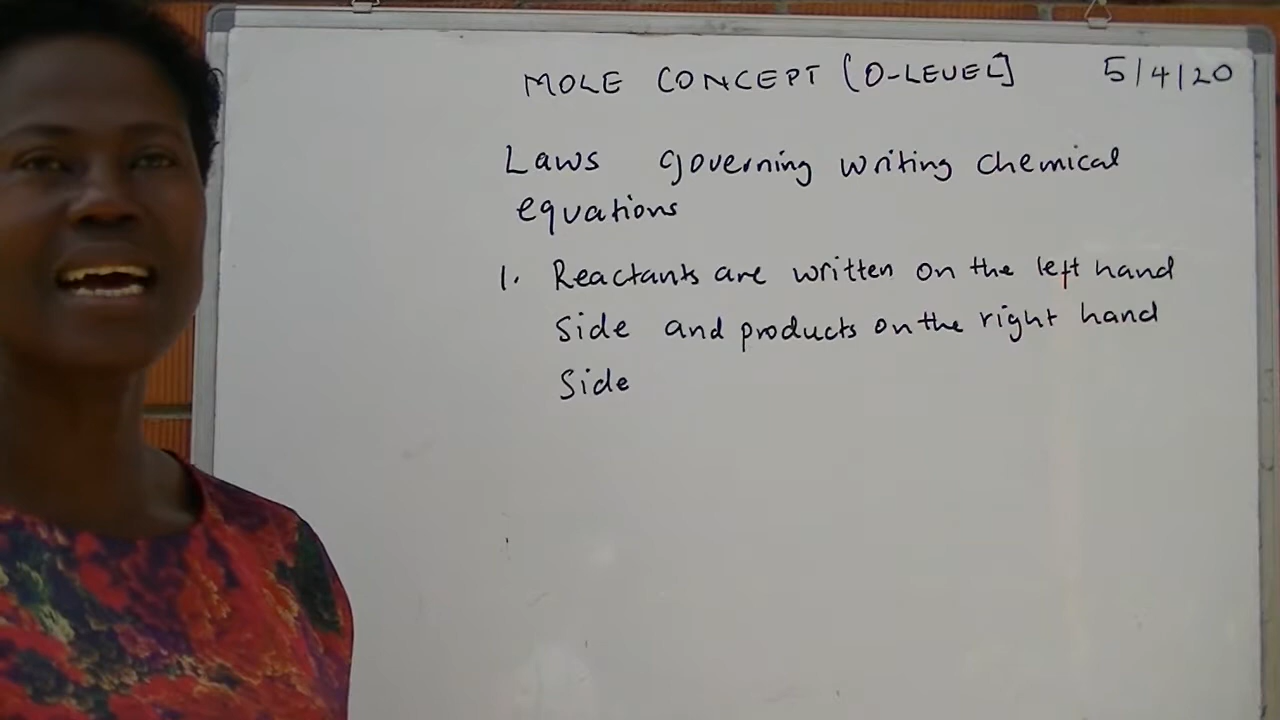 MOLE CONCEPT (O-LEVEL] 5/4/20
Laws governing writing chemical
equations
1. Reactants are written on the left hand
Side and products on the right hand
Side